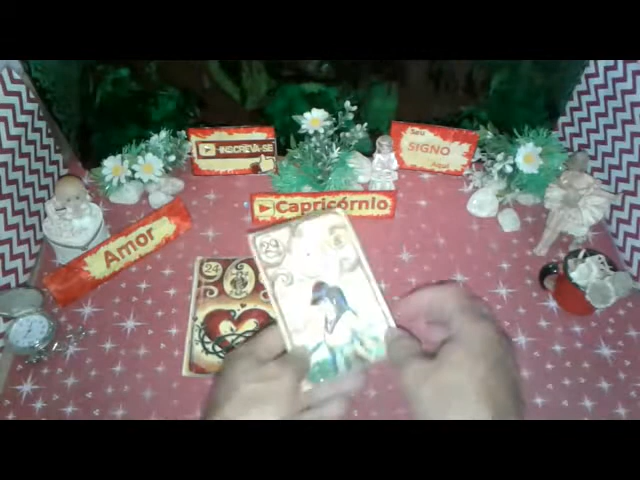 INSCREVA-SE
Seu
SIGNO
Aqui
Capricórnio
Amor
24
29